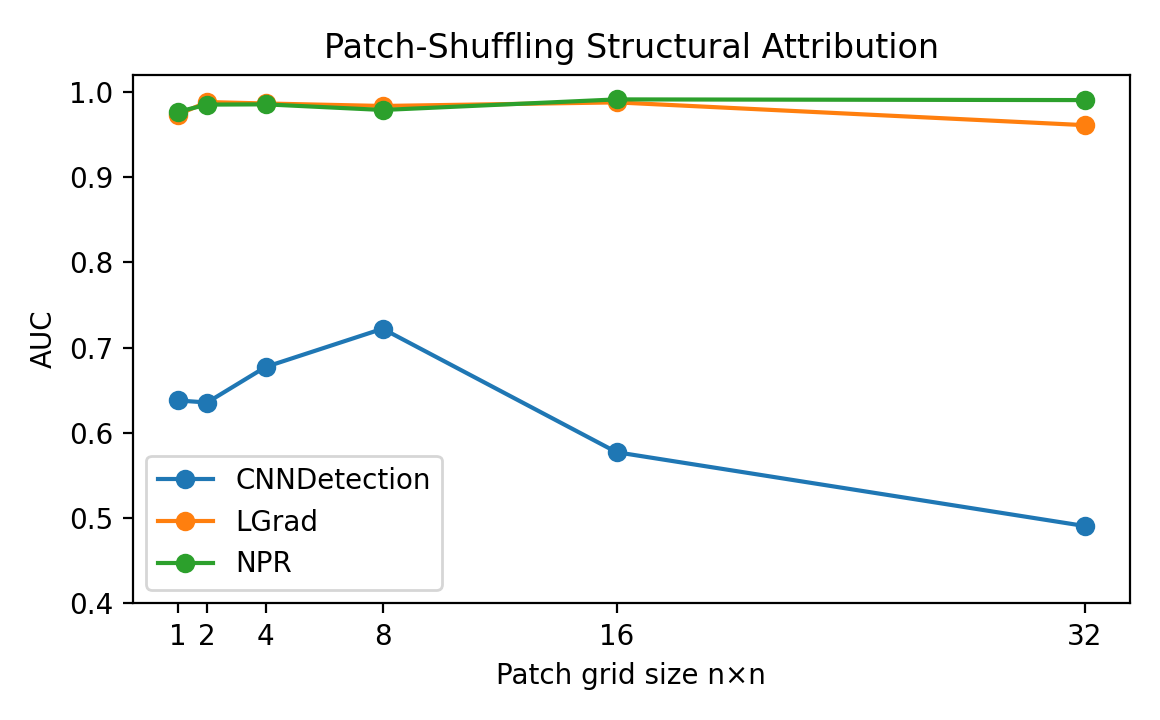 Patch-Shuffling Structural Attribution
1.0
0.9
0.8
0.7
0.6
0.5
0.4
AUC
CNNDetection
LGrad
NPR
1 2 4 8 16 32
Patch grid size n×n